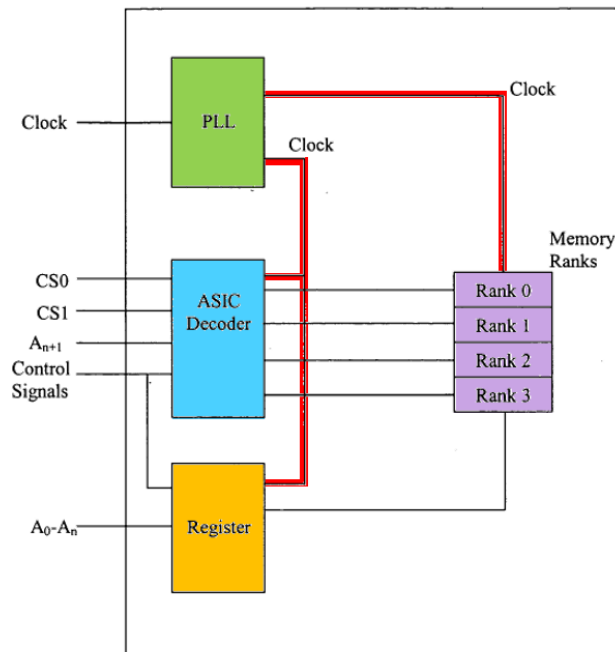 Clock
PLL
Clock
Clock
Memory
Ranks
CS0
CS1
A_{n+1}
Control
Signals
ASIC
Decoder
Rank 0
Rank 1
Rank 2
Rank 3
A₀-Aₙ
Register